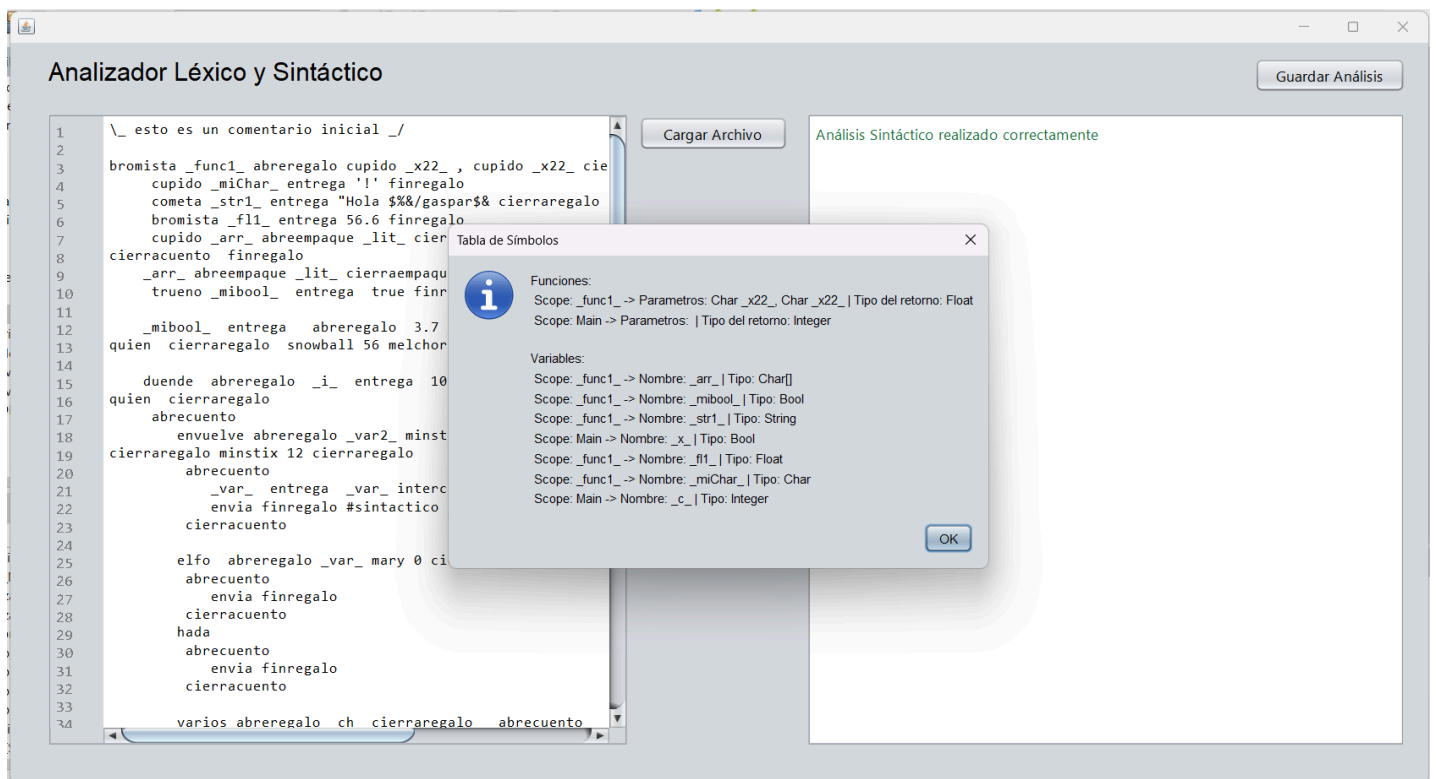 Analizador Léxico y Sintáctico
Guardar Análisis
1 \_ esto es un comentario inicial _/
2
3 bromista _func1_ abreregalo cupido _x22_ , cupido _x22_ cie
4 cupido _miChar_ entrega '!' finregalo
5 cometa _str1_ entrega "Hola $%&/gaspar$& cierraregalo
6 bromista _fl1_ entrega 56.6 finregalo
7 cupido _arr_ abreempaque _lit_ cier
8 cierracuento finregalo
9 _arr_ abreempaque _lit_ cierraempaqu
10 trueno _mibool_ entrega true finr
11
12 _mibool_ entrega abreregalo 3.7
13 quien cierraregalo snowball 56 melchor
14
15 duende abreregalo _i_ entrega 10
16 quien cierraregalo
17 abrecuento
18 envuelve abreregalo _var2_ minst
19 cierraregalo minstix 12 cierraregalo
20 abrecuento
21 _var_ entrega _var_ interc
22 envia finregalo #sintactico
23 cierracuento
24
25 elfo abreregalo _var_ mary 0 ci
26 abrecuento
27 envia finregalo
28 cierracuento
29 hada
30 abrecuento
31 envia finregalo
32 cierracuento
33
34 varios abreregalo _ch_ cierraregalo abrecuento
Cargar Archivo
Análisis Sintáctico realizado correctamente
Tabla de Símbolos
Funciones:
Scope: _func1_ -> Parametros: Char _x22_, Char _x22_ | Tipo del retorno: Float
Scope: Main -> Parametros: | Tipo del retorno: Integer
Variables:
Scope: _func1_ -> Nombre: _arr_ | Tipo: Char[]
Scope: _func1_ -> Nombre: _mibool_ | Tipo: Bool
Scope: _func1_ -> Nombre: _str1_ | Tipo: String
Scope: Main -> Nombre: _x_ | Tipo: Bool
Scope: _func1_ -> Nombre: _fl1_ | Tipo: Float
Scope: _func1_ -> Nombre: _miChar_ | Tipo: Char
Scope: Main -> Nombre: _c_ | Tipo: Integer
OK